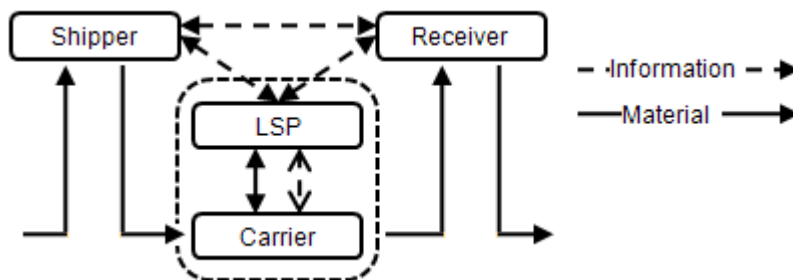 Shipper
Receiver
Information
LSP
Material
Carrier